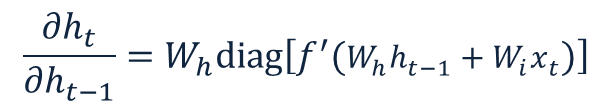 ∂h_t/∂h_{t−1} = W_h diag[f′(W_h h_{t−1} + W_i x_t)]